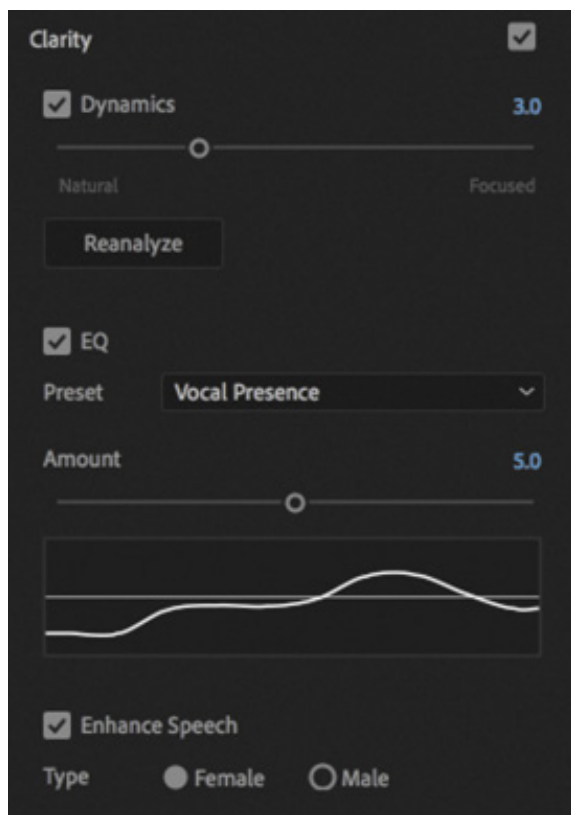 Clarity
Dynamics 3.0
Natural Focused
Reanalyze
EQ
Preset Vocal Presence
Amount 5.0
Enhance Speech
Type Female Male